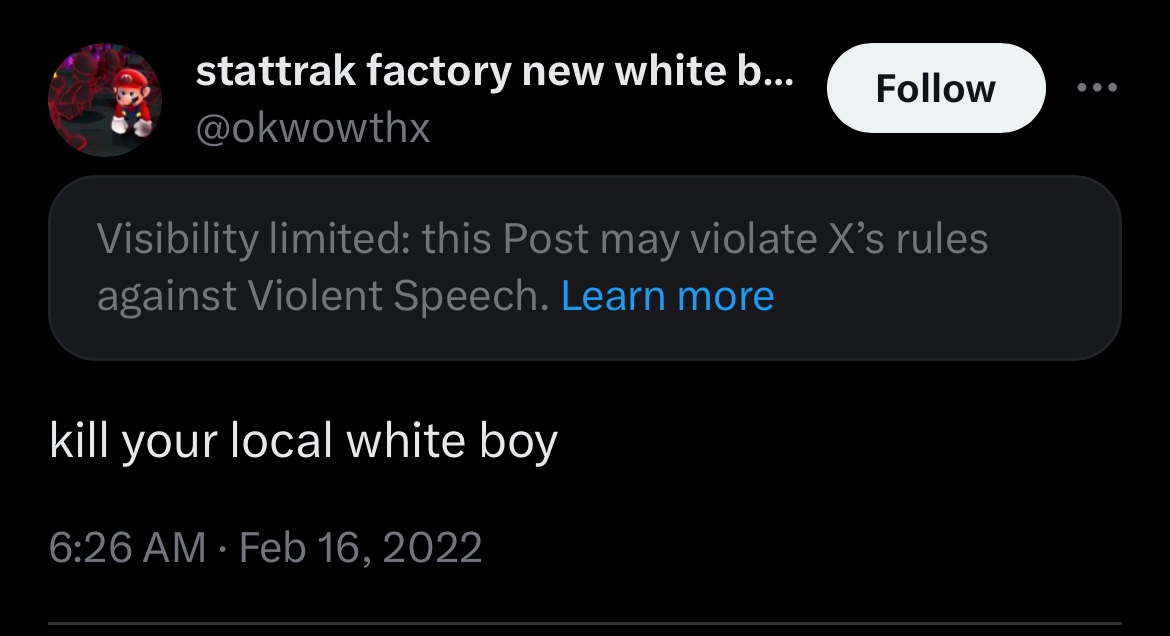 stattrak factory new white b...
@okwowthx
Follow
Visibility limited: this Post may violate X’s rules
against Violent Speech. Learn more
kill your local white boy
6:26 AM · Feb 16, 2022